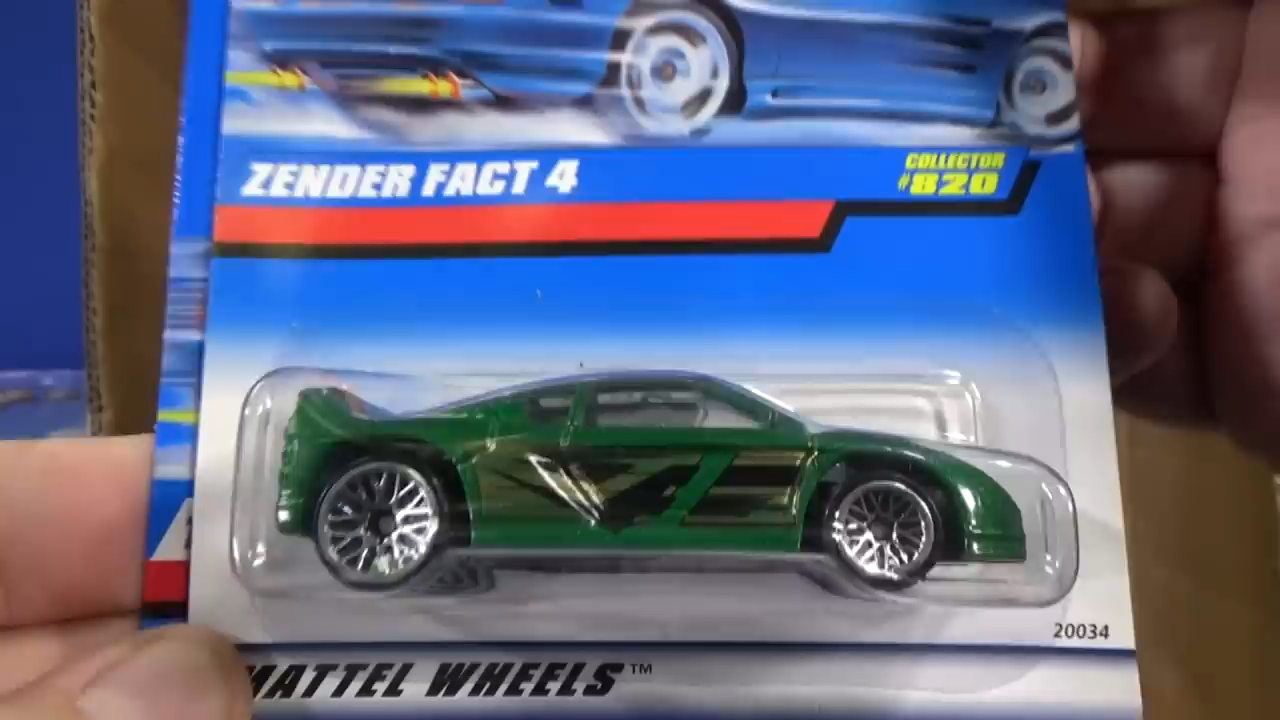 ZENDER FACT 4
COLLECTOR
#820
20034
MATTEL WHEELS™